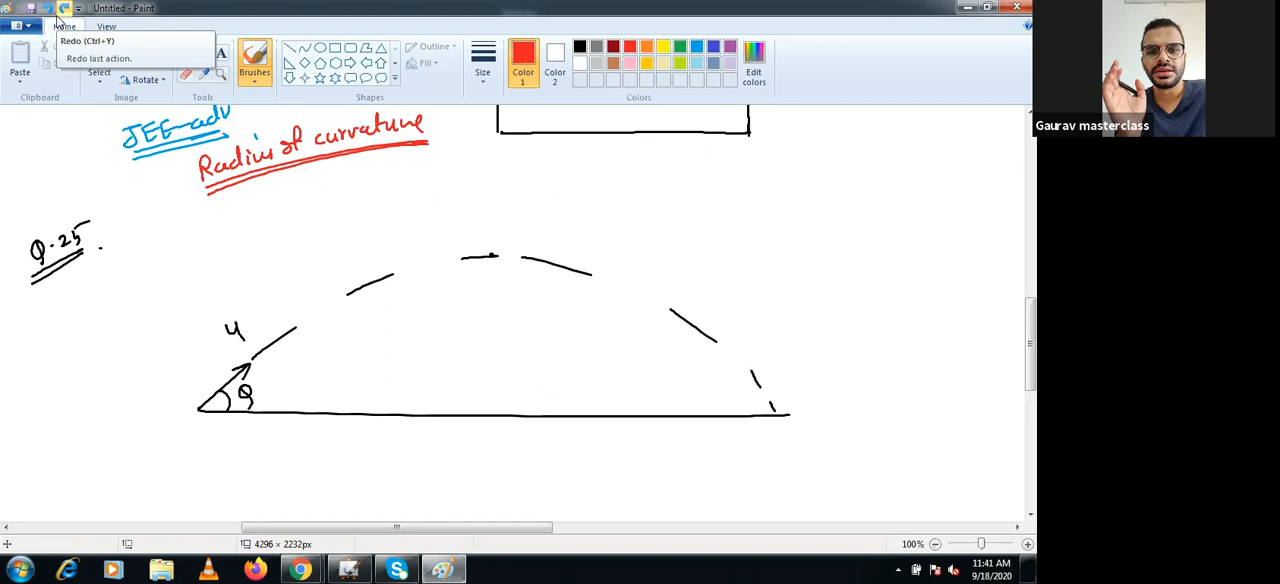 Untitled - Paint
Home View
Redo (Ctrl+Y)
Redo last action.
Paste
Select
Rotate
Brushes
Outline
Fill
Size
Color 1
Color 2
Edit colors
Clipboard Image Tools Shapes Colors
Gaurav masterclass
JEE-adv
Radius of curvature
Q.25
u
θ
4296 × 2232px
100%
11:41 AM
9/18/2020